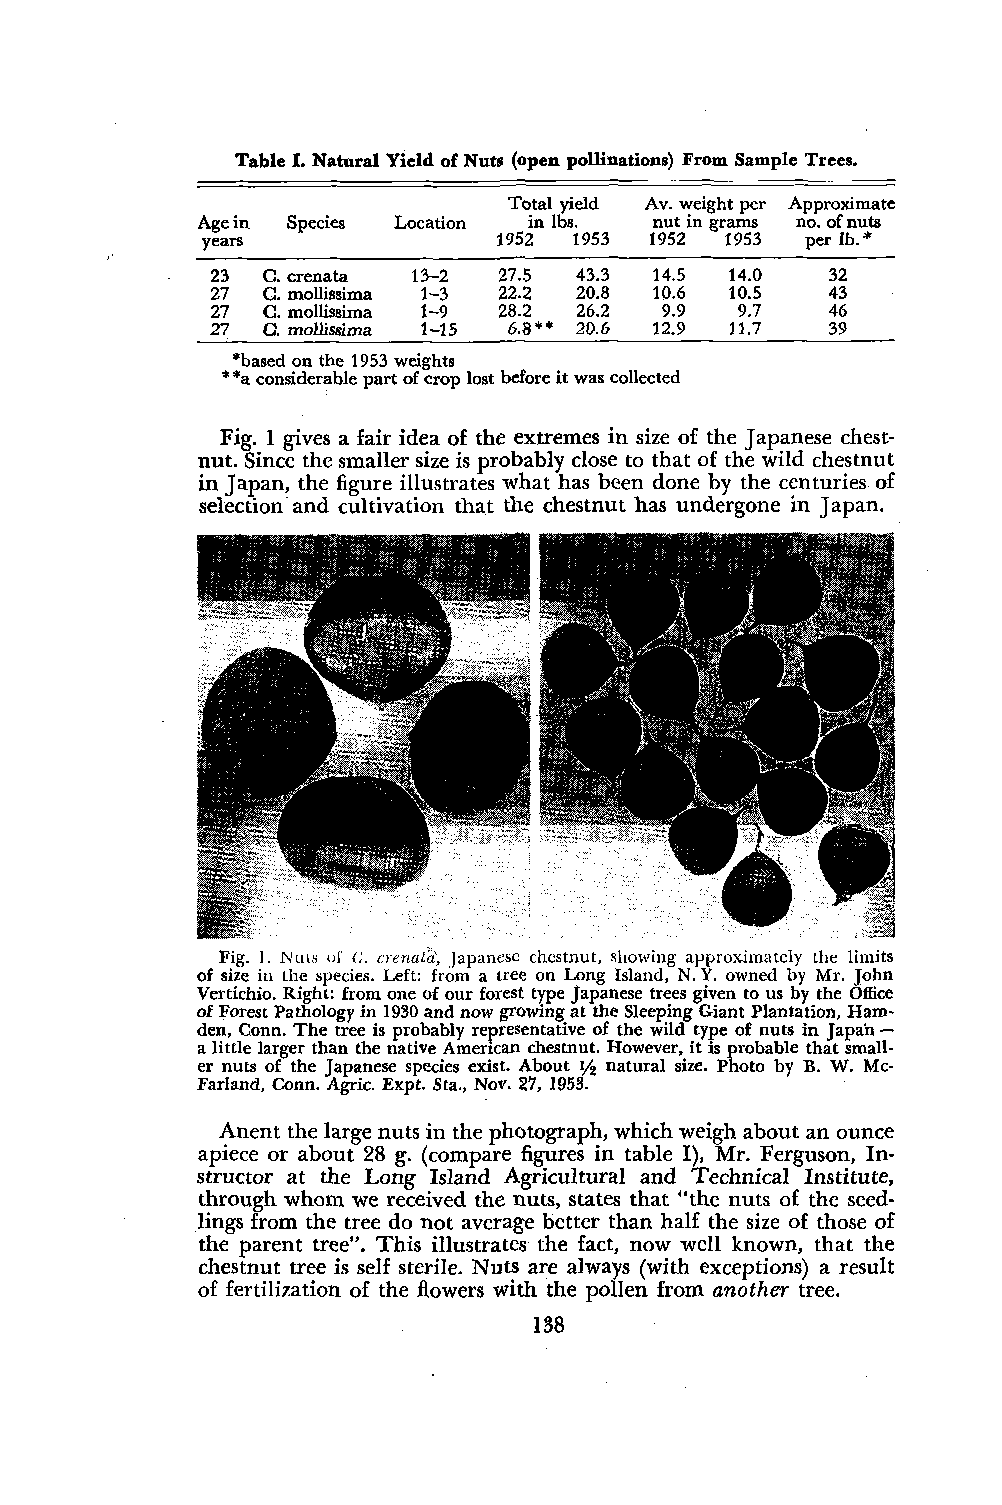 Table I. Natural Yield of Nuts (open pollinations) From Sample Trees.
Total yield Av. weight per Approximate
Age in Species Location in lbs. nut in grams no. of nuts
years 1952 1953 1952 1953 per lb.*
23 C. crenata 13-2 27.5 43.3 14.5 14.0 32
27 C. mollissima 1-3 22.2 20.8 10.6 10.5 43
27 C. mollissima 1-9 28.2 26.2 9.9 9.7 46
27 C. mollissima 1-15 6.8** 20.6 12.9 11.7 39
*based on the 1953 weights
**a considerable part of crop lost before it was collected
Fig. 1 gives a fair idea of the extremes in size of the Japanese chest-
nut. Since the smaller size is probably close to that of the wild chestnut
in Japan, the figure illustrates what has been done by the centuries of
selection and cultivation that the chestnut has undergone in Japan.
Fig. 1. Nuts of C. crenata, Japanese chestnut, showing approximately the limits
of size in the species. Left: from a tree on Long Island, N. Y. owned by Mr. John
Vertichio. Right: from one of our forest type Japanese trees given to us by the Office
of Forest Pathology in 1930 and now growing at the Sleeping Giant Plantation, Ham-
den, Conn. The tree is probably representative of the wild type of nuts in Japan —
a little larger than the native American chestnut. However, it is probable that small-
er nuts of the Japanese species exist. About ½ natural size. Photo by B. W. Mc-
Farland, Conn. Agric. Expt. Sta., Nov. 27, 1953.
Anent the large nuts in the photograph, which weigh about an ounce
apiece or about 28 g. (compare figures in table I), Mr. Ferguson, In-
structor at the Long Island Agricultural and Technical Institute,
through whom we received the nuts, states that "the nuts of the seed-
lings from the tree do not average better than half the size of those of
the parent tree". This illustrates the fact, now well known, that the
chestnut tree is self sterile. Nuts are always (with exceptions) a result
of fertilization of the flowers with the pollen from another tree.
138